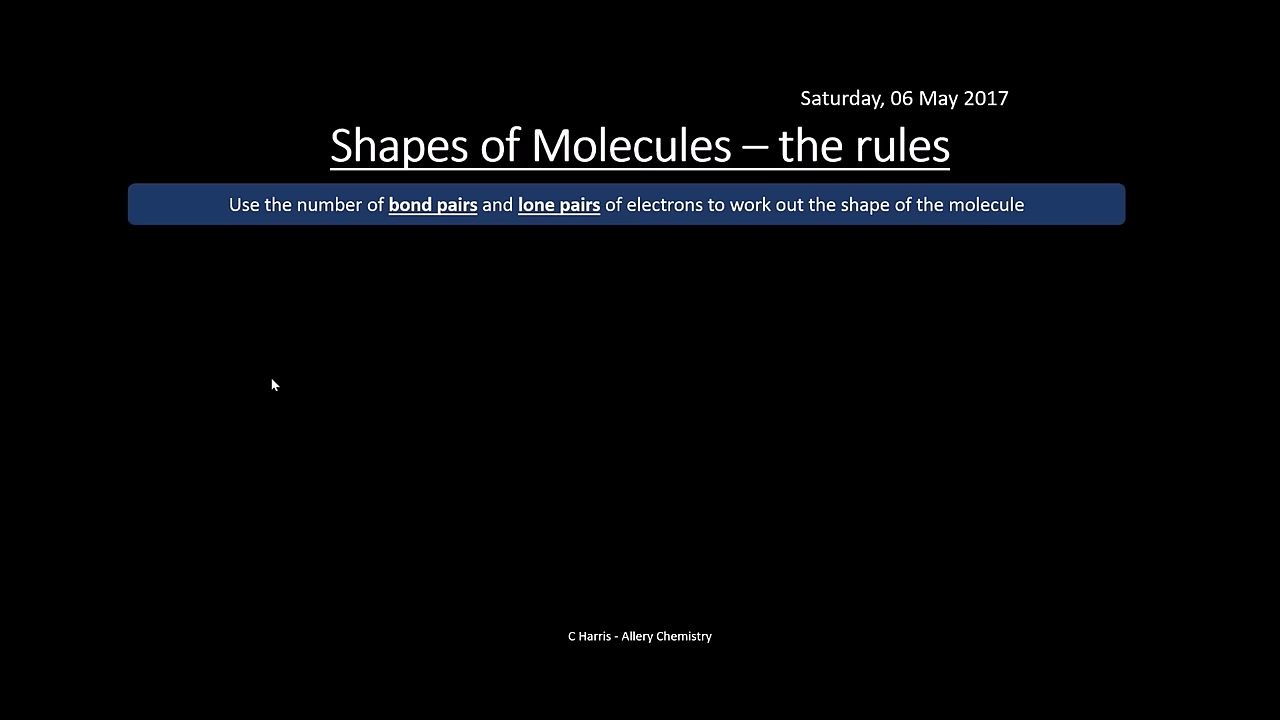 Saturday, 06 May 2017
Shapes of Molecules – the rules
Use the number of bond pairs and lone pairs of electrons to work out the shape of the molecule
C Harris - Allery Chemistry